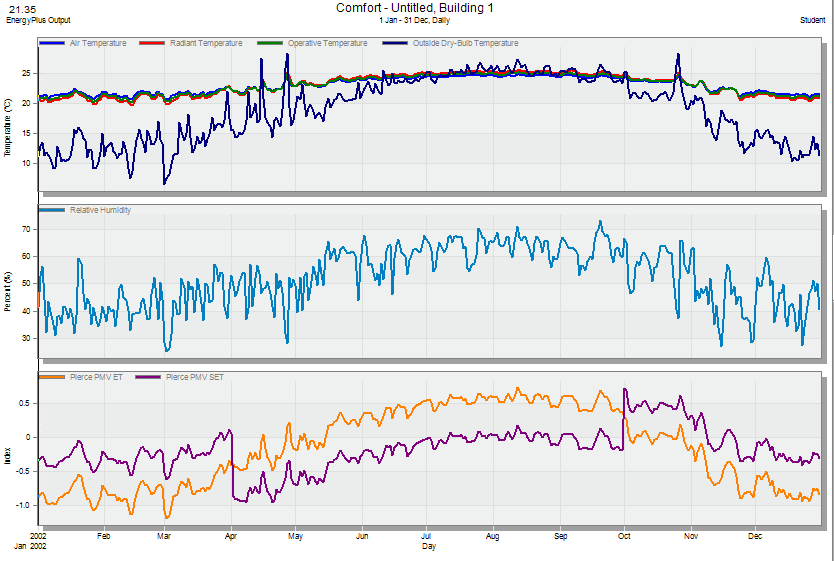 21.35
Comfort - Untitled, Building 1
EnergyPlus Output
1 Jan - 31 Dec, Daily
Student
Air Temperature Radiant Temperature Operative Temperature Outside Dry-Bulb Temperature
Temperature (°C)
25
20
15
10
Relative Humidity
Percent (%)
70
60
50
40
30
Pierce PMV ET Pierce PMV SET
Index
0.5
0
-0.5
-1.0
2002 Feb Mar Apr May Jun Jul Aug Sep Oct Nov Dec
Jan 2002
Day